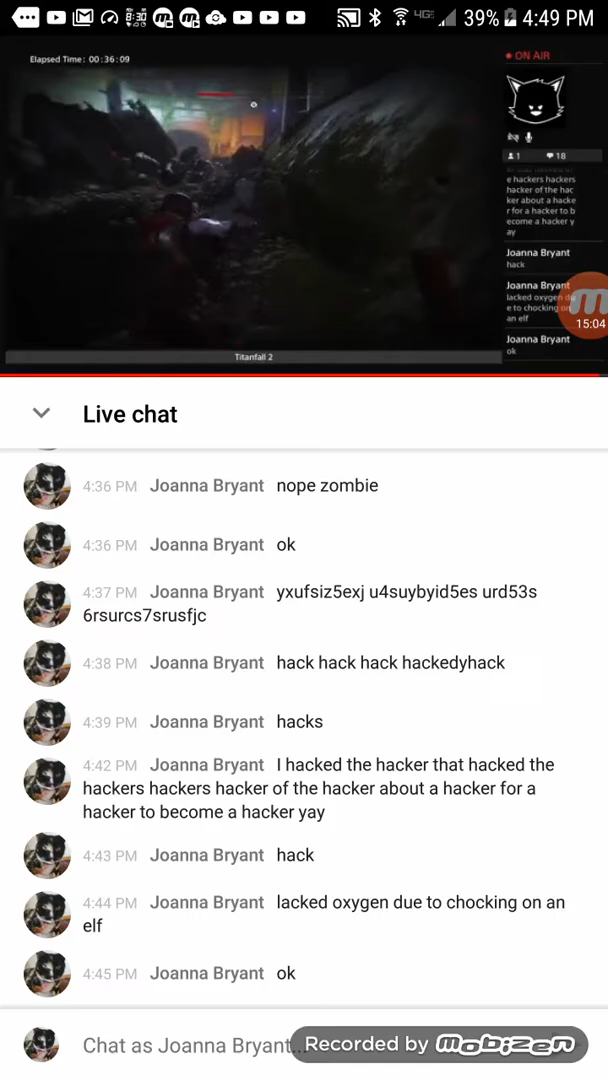 8:30
4G
39% 4:49 PM
Elapsed Time : 00:36:09
ON AIR
1 18
e hackers hackers
hacker of the hac
ker about a hacke
r for a hacker to b
ecome a hacker y
ay
Joanna Bryant
hack
Joanna Bryant
lacked oxygen du
e to chocking on
an elf
15:04
Joanna Bryant
ok
Titanfall 2
Live chat
4:36 PM Joanna Bryant nope zombie
4:36 PM Joanna Bryant ok
4:37 PM Joanna Bryant yxufsiz5exj u4suybyid5es urd53s
6rsurcs7srusfjc
4:38 PM Joanna Bryant hack hack hack hackedyhack
4:39 PM Joanna Bryant hacks
4:42 PM Joanna Bryant I hacked the hacker that hacked the
hackers hackers hacker of the hacker about a hacker for a
hacker to become a hacker yay
4:43 PM Joanna Bryant hack
4:44 PM Joanna Bryant lacked oxygen due to chocking on an
elf
4:45 PM Joanna Bryant ok
Chat as Joanna Bryant...
Recorded by mobizen